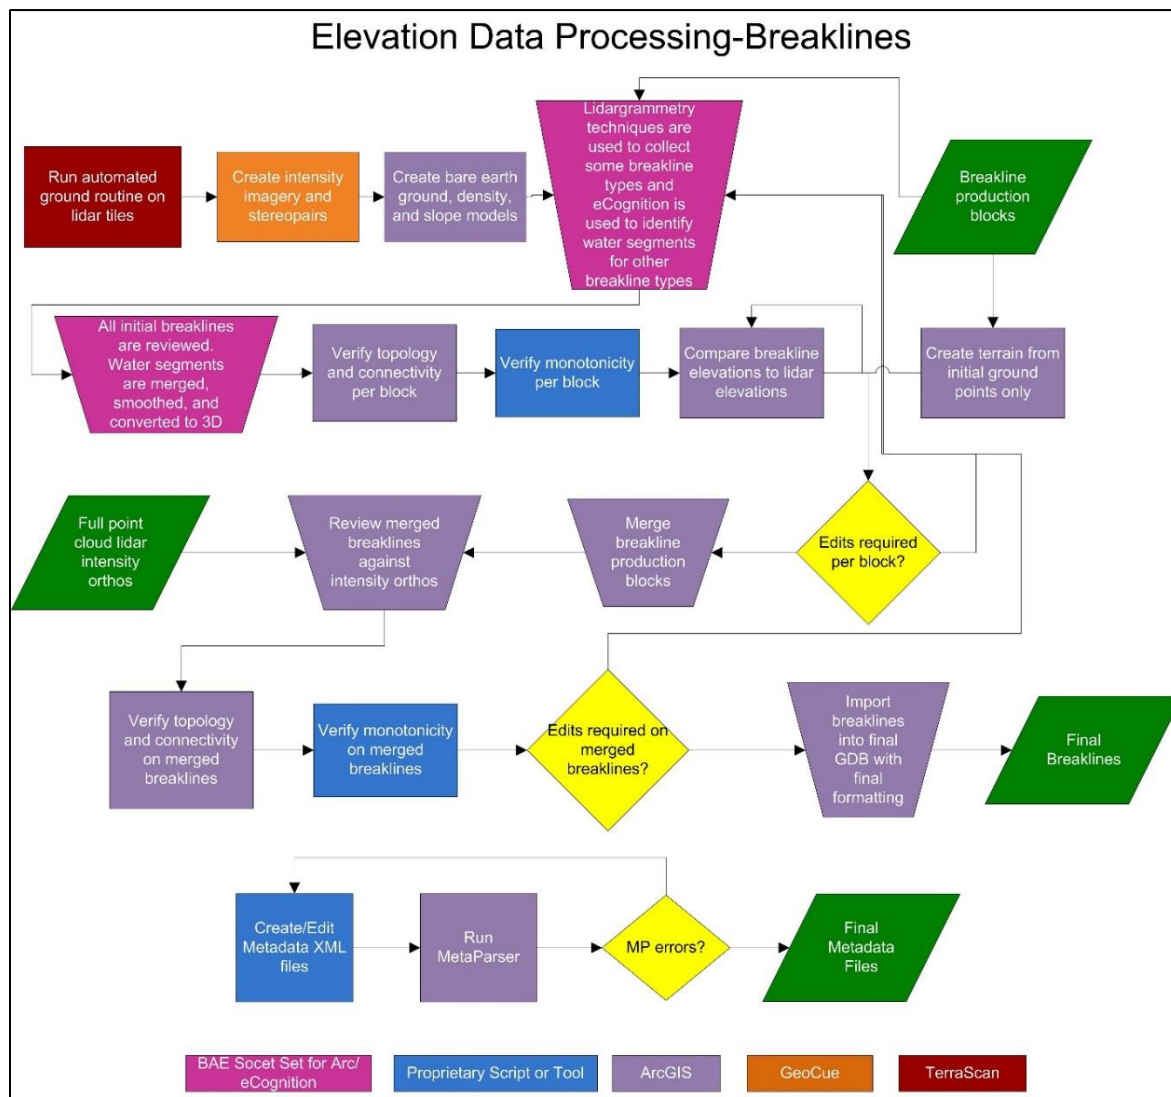 Elevation Data Processing-Breaklines
Run automated
ground routine on
lidar tiles
Create intensity
imagery and
stereopairs
Create bare earth
ground, density,
and slope models
Lidargrammetry
techniques are
used to collect
some breakline
types and
eCognition is
used to identify
water segments
for other
breakline types
Breakline
production
blocks
All initial breaklines
are reviewed.
Water segments
are merged,
smoothed, and
converted to 3D
Verify topology
and connectivity
per block
Verify monotonicity
per block
Compare breakline
elevations to lidar
elevations
Create terrain from
initial ground
points only
Full point
cloud lidar
intensity
orthos
Review merged
breaklines
against
intensity orthos
Merge
breakline
production
blocks
Edits required
per block?
Verify topology
and connectivity
on merged
breaklines
Verify monotonicity
on merged
breaklines
Edits required on
merged
breaklines?
Import
breaklines
into final
GDB with
final
formatting
Final
Breaklines
Create/Edit
Metadata XML
files
Run
MetaParser
MP errors?
Final
Metadata
Files
BAE Socet Set for Arc/
eCognition
Proprietary Script or Tool
ArcGIS
GeoCue
TerraScan